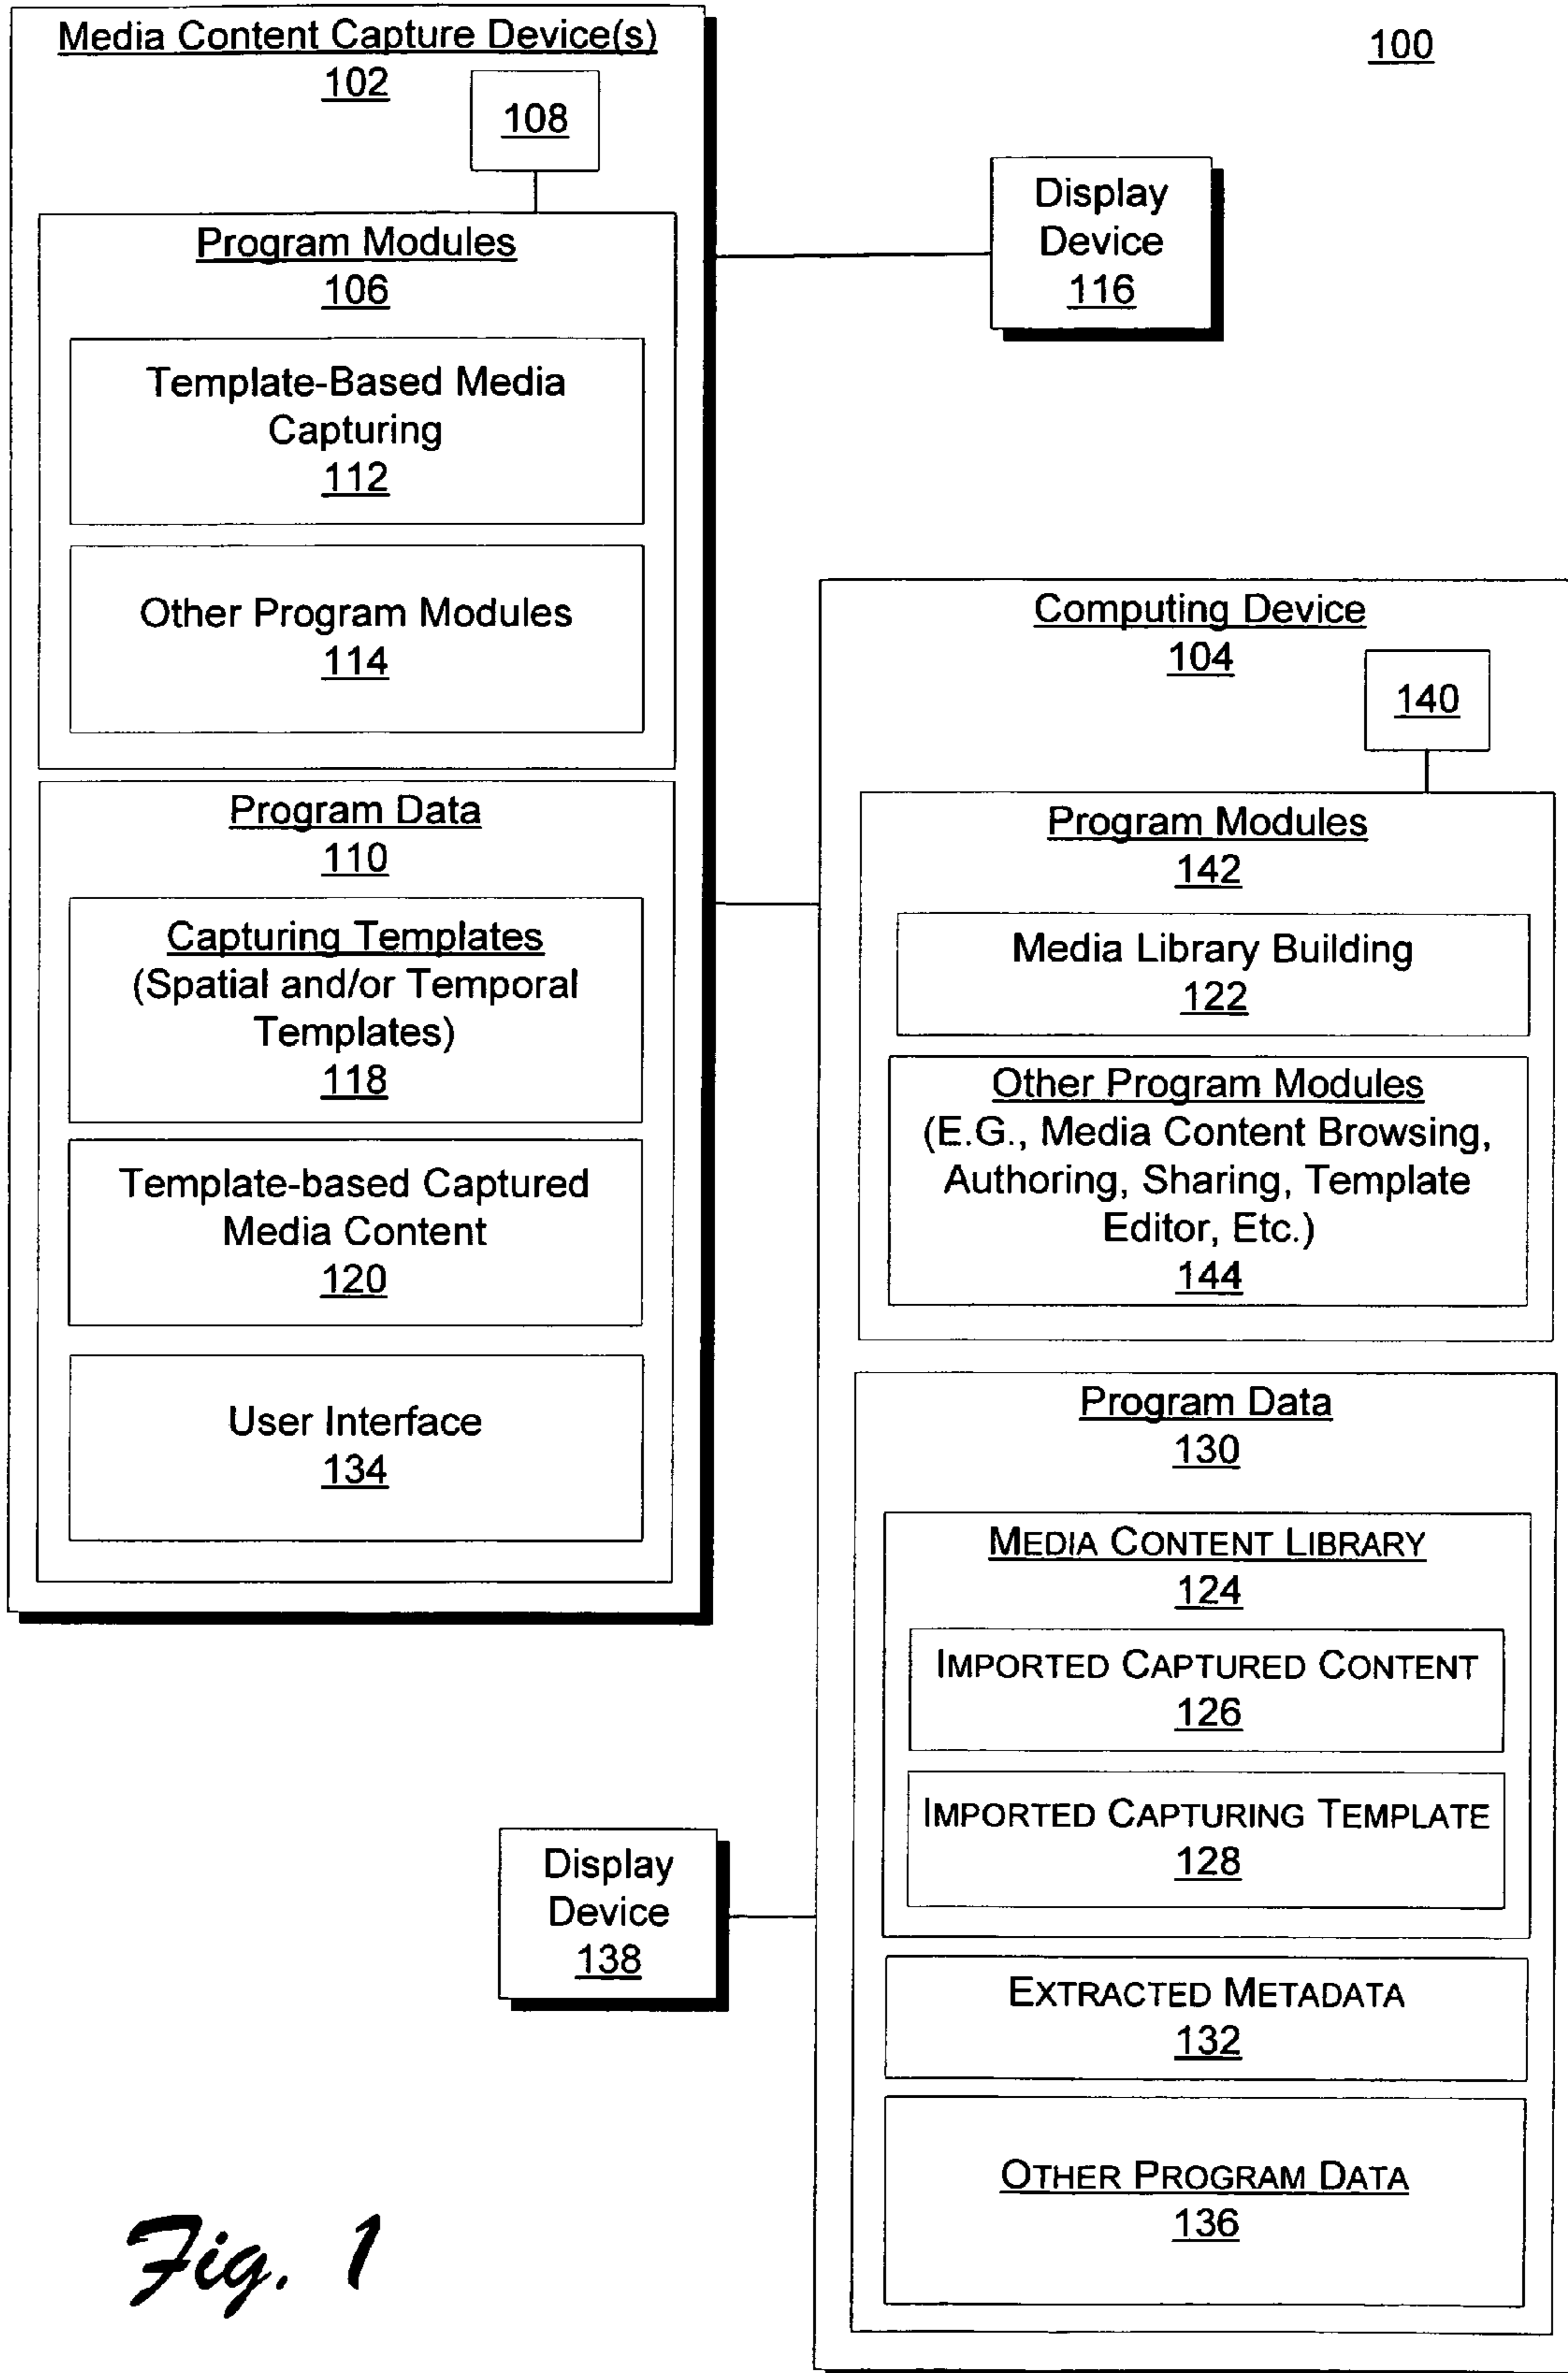 Media Content Capture Device(s)
102
108
Program Modules
106
Template-Based Media
Capturing
112
Other Program Modules
114
Program Data
110
Capturing Templates
(Spatial and/or Temporal
Templates)
118
Template-based Captured
Media Content
120
User Interface
134
100
Display
Device
116
Computing Device
104
140
Program Modules
142
Media Library Building
122
Other Program Modules
(E.G., Media Content Browsing,
Authoring, Sharing, Template
Editor, Etc.)
144
Program Data
130
MEDIA CONTENT LIBRARY
124
IMPORTED CAPTURED CONTENT
126
IMPORTED CAPTURING TEMPLATE
128
EXTRACTED METADATA
132
OTHER PROGRAM DATA
136
Display
Device
138
Fig. 1